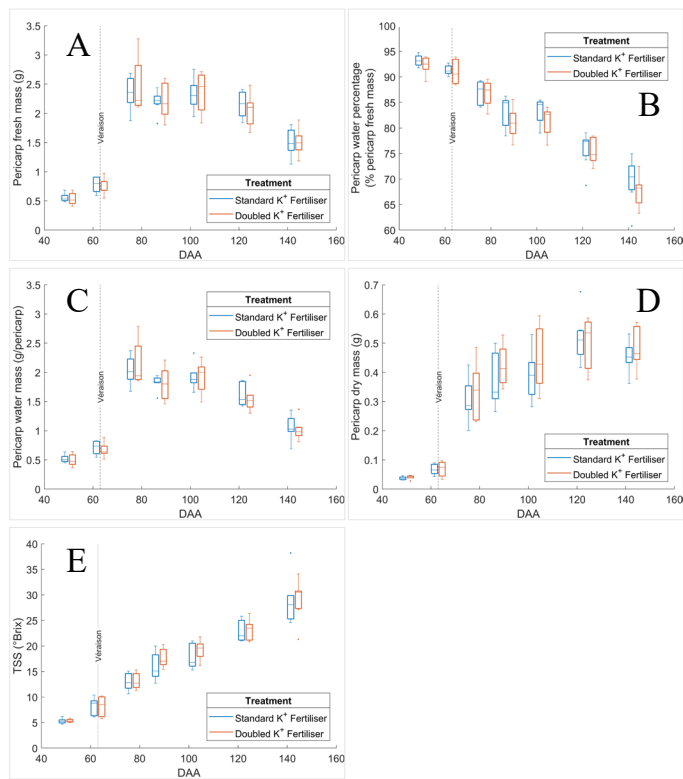 A
Pericarp fresh mass (g)
3.5
3
2.5
2
1.5
1
0.5
0
Véraison
Treatment
Standard K+ Fertiliser
Doubled K+ Fertiliser
40 60 80 100 120 140 160
DAA
B
Pericarp water percentage
(% pericarp fresh mass)
100
95
90
85
80
75
70
65
60
Véraison
Treatment
Standard K+ Fertiliser
Doubled K+ Fertiliser
40 60 80 100 120 140 160
DAA
C
Pericarp water mass (g/pericarp)
3.5
3
2.5
2
1.5
1
0.5
0
Véraison
Treatment
Standard K+ Fertiliser
Doubled K+ Fertiliser
40 60 80 100 120 140 160
DAA
D
Pericarp dry mass (g)
0.7
0.6
0.5
0.4
0.3
0.2
0.1
0
Véraison
Treatment
Standard K+ Fertiliser
Doubled K+ Fertiliser
40 60 80 100 120 140 160
DAA
E
TSS (°Brix)
40
35
30
25
20
15
10
5
0
Véraison
Treatment
Standard K+ Fertiliser
Doubled K+ Fertiliser
40 60 80 100 120 140 160
DAA